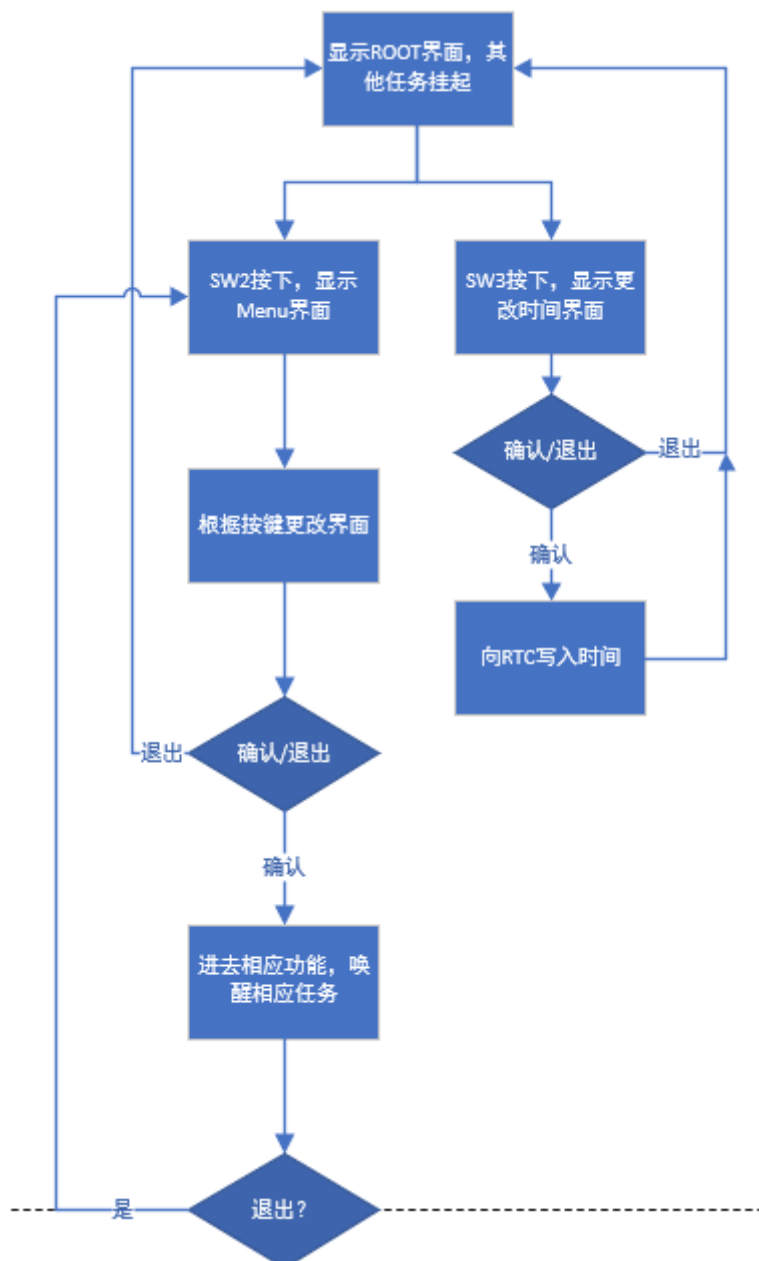 显示ROOT界面，其
他任务挂起
SW2按下，显示
Menu界面
SW3按下，显示更
改时间界面
确认/退出
退出
确认
根据按键更改界面
向RTC写入时间
退出
确认/退出
确认
进去相应功能，唤
醒相应任务
是
退出？